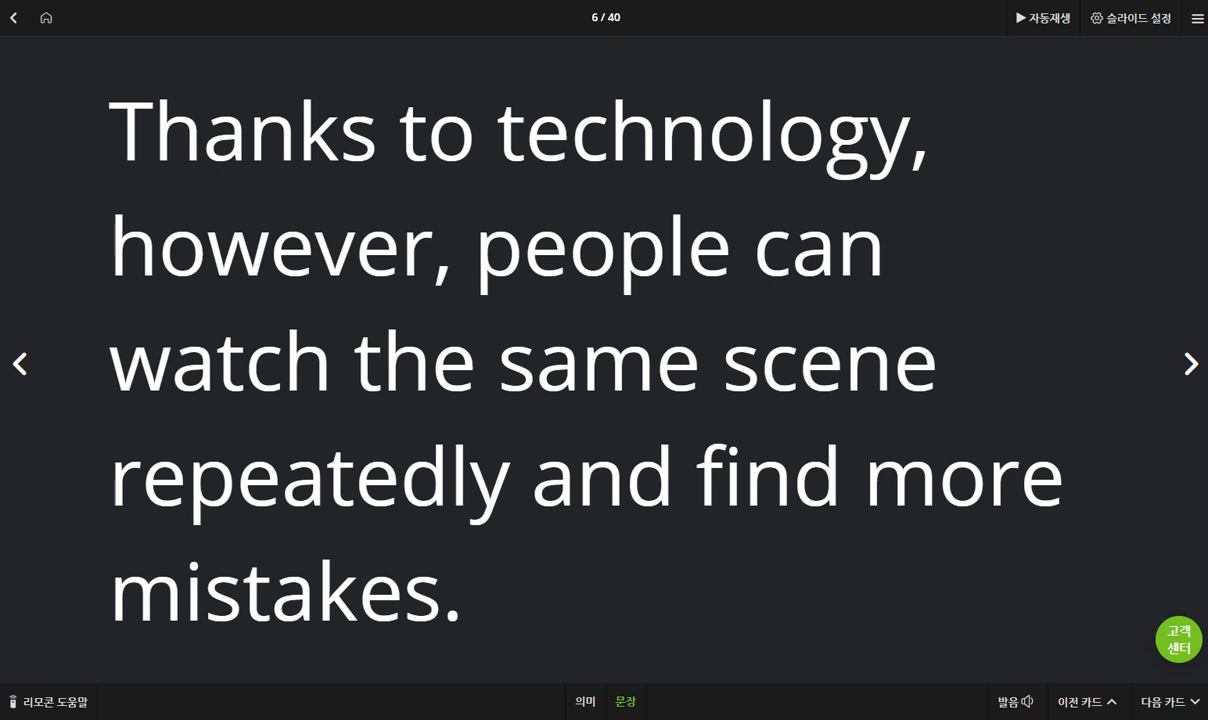 6 / 40
자동재생
슬라이드 설정
Thanks to technology,
however, people can
watch the same scene
repeatedly and find more
mistakes.
고객
센터
리모콘 도움말
의미
문장
발음
이전 카드
다음 카드